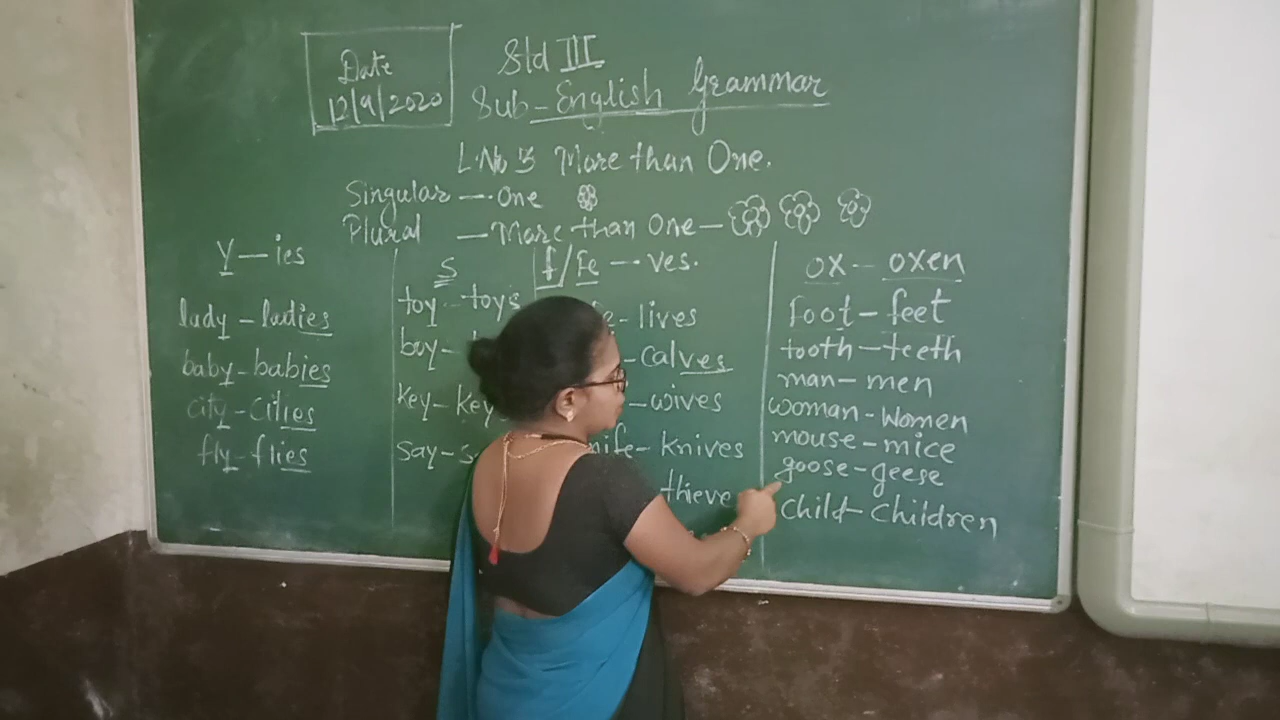 Date
12/9/2020
Std III
Sub-English Grammar
L.No 5 More than One.
Singular — One
Plural — More than One —
Y — ies
lady - ladies
baby - babies
city - cities
fly - flies
s
toy - toys
boy -
key - key
say - s
f/fe — ves.
e - lives
- calves
- wives
nife - knives
thieve
ox - oxen
foot - feet
tooth - teeth
man - men
woman - women
mouse - mice
goose - geese
child - children